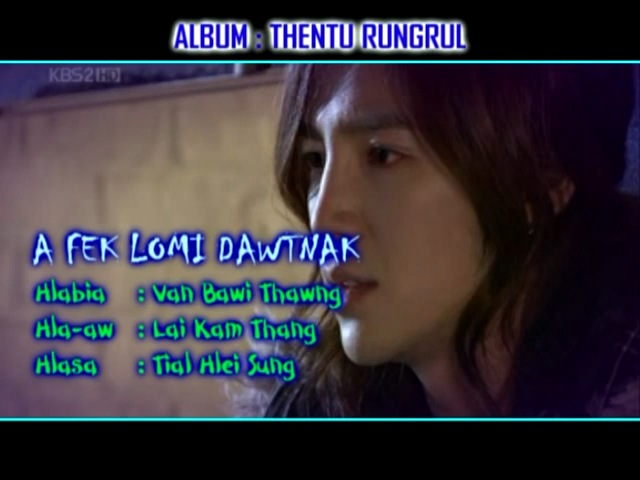 ALBUM : THENTU RUNGRUL
KBS2HD
A FEK LOMI DAWTNAK
Hlabia : Van Bawi Thawng
Hla-aw : Lai Kam Thang
Hlasa : Tial Hlei Sung